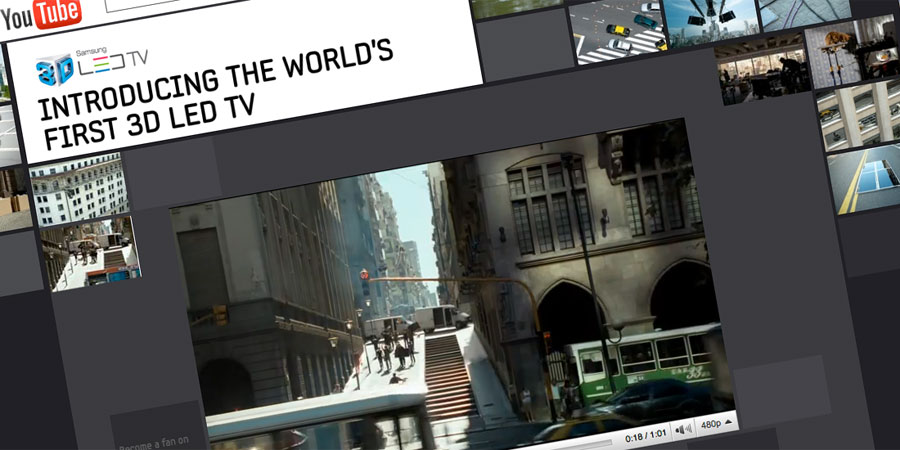 YouTube
Samsung
3D LED TV
INTRODUCING THE WORLD'S
FIRST 3D LED TV
33
0:18 / 1:01
480p
Become a fan on